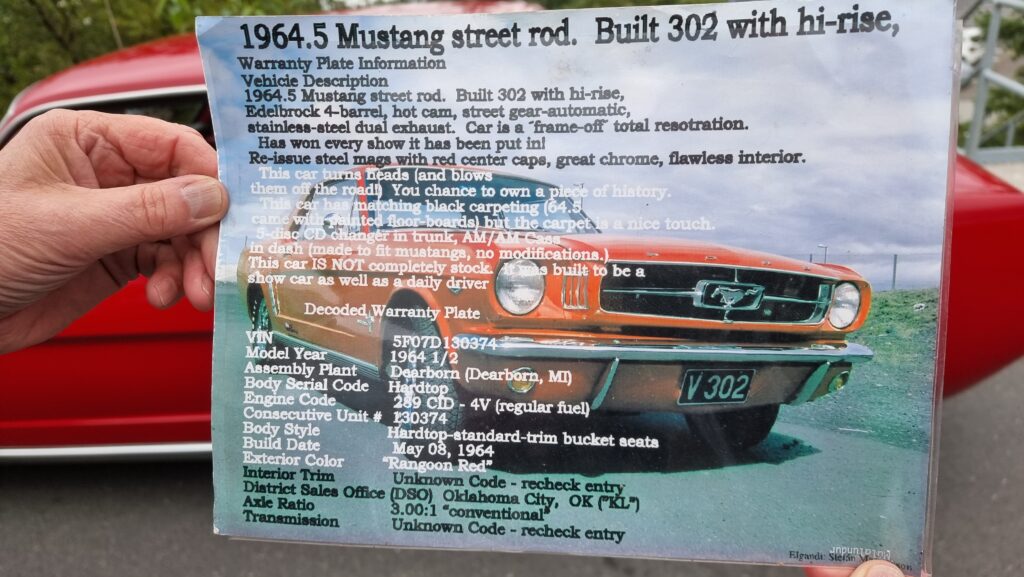 1964.5 Mustang street rod. Built 302 with hi-rise,
Warranty Plate Information
Vehicle Description
1964.5 Mustang street rod. Built 302 with hi-rise,
Edelbrock 4-barrel, hot cam, street gear-automatic,
stainless-steel dual exhaust. Car is a "frame-off" total resotration.
Has won every show it has been put in!
Re-issue steel mags with red center caps, great chrome, flawless interior.
This car turns heads (and blows
them off the road!) You chance to own a piece of history.
This car has matching black carpeting (64.5
came with painted floor-boards) but the carpet is a nice touch.
5-disc CD changer in trunk, AM/AM Cass
in dash (made to fit mustangs, no modifications.)
This car IS NOT completely stock. It was built to be a
show car as well as a daily driver
Decoded Warranty Plate
VIN 5F07D130374
Model Year 1964 1/2
Assembly Plant Dearborn (Dearborn, MI)
Body Serial Code Hardtop
Engine Code 289 CID - 4V (regular fuel)
Consecutive Unit # 130374
Body Style Hardtop-standard-trim bucket seats
Build Date May 08, 1964
Exterior Color "Rangoon Red"
Interior Trim Unknown Code - recheck entry
District Sales Office (DSO) Oklahoma City, OK ("KL")
Axle Ratio 3.00:1 "conventional"
Transmission Unknown Code - recheck entry
V 302
Elgandi: Stefán